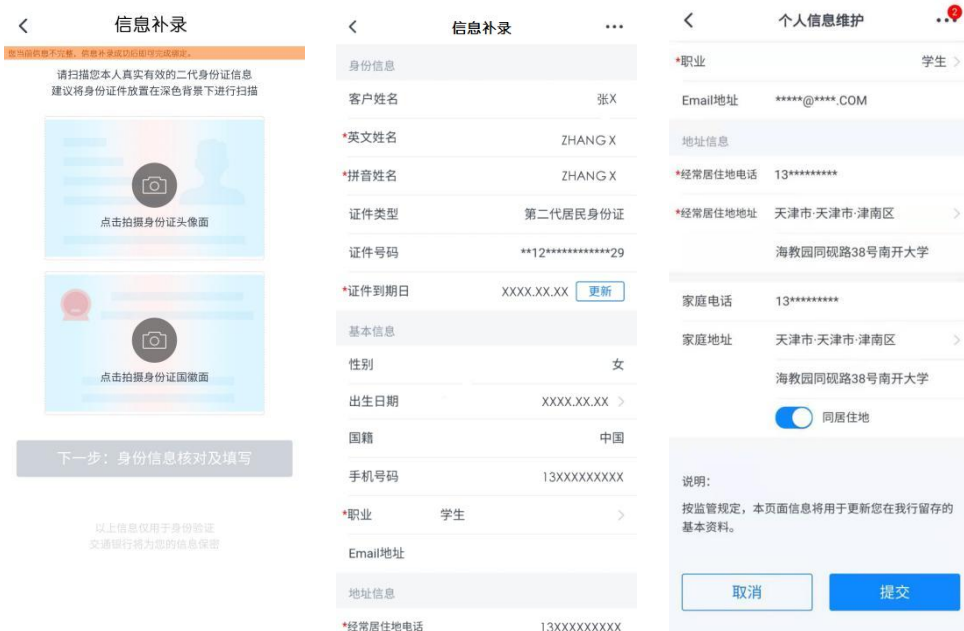 信息补录
您当前信息不完整，信息补录成功后即可完成绑定。
请扫描您本人真实有效的二代身份证信息
建议将身份证件放置在深色背景下进行扫描
点击拍摄身份证头像面
点击拍摄身份证国徽面
下一步：身份信息核对及填写
以上信息仅用于身份验证
交通银行将为您的信息保密
信息补录
身份信息
客户姓名 张X
*英文姓名 ZHANG X
*拼音姓名 ZHANG X
证件类型 第二代居民身份证
证件号码 **12*************29
*证件到期日 XXXX.XX.XX 更新
基本信息
性别 女
出生日期 XXXX.XX.XX
国籍 中国
手机号码 13XXXXXXXXX
*职业 学生
Email地址
地址信息
*经常居住地电话 13XXXXXXXXX
个人信息维护 2
*职业 学生
Email地址 *****@****.COM
地址信息
*经常居住地电话 13*********
*经常居住地地址 天津市·天津市·津南区
海教园同砚路38号南开大学
家庭电话 13*********
家庭地址 天津市·天津市·津南区
海教园同砚路38号南开大学
同居住地
说明：
按监管规定，本页面信息将用于更新您在我行留存的
基本资料。
取消 提交